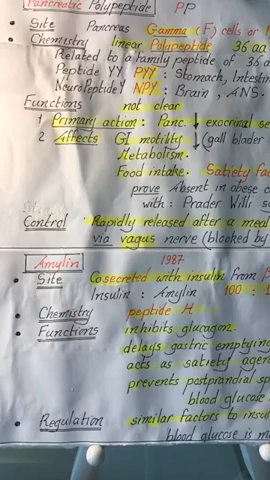 Pancreatic Polypeptide PP
• Site Pancreas Gamma (F) cells or
• Chemistry linear Polypeptide 36 aa
Related to a family peptide of 36 a
Peptide YY PYY: Stomach, Intestin
NeuroPeptide Y NPY: Brain, ANS.
Functions not clear
1 Primary action: Panc. ↓ exocrinal se
2 Affects GI motility ↓ (gall bladder
Metabolism.
Food intake. Satiety fac
prove Absent in obese c
with: Prader Willi s
Control Rapidly released after a meal
via vagus nerve (blocked by
Amylin 1987
• Site Cosecreted with insulin from β
Insulin : Amylin 100 : 1
• Chemistry peptide H
• Functions inhibits glucagon.
delays gastric emptying
acts as satiety agen
prevents postprandial sp
blood glucose
• Regulation similar factors to insu
blood glucose is m